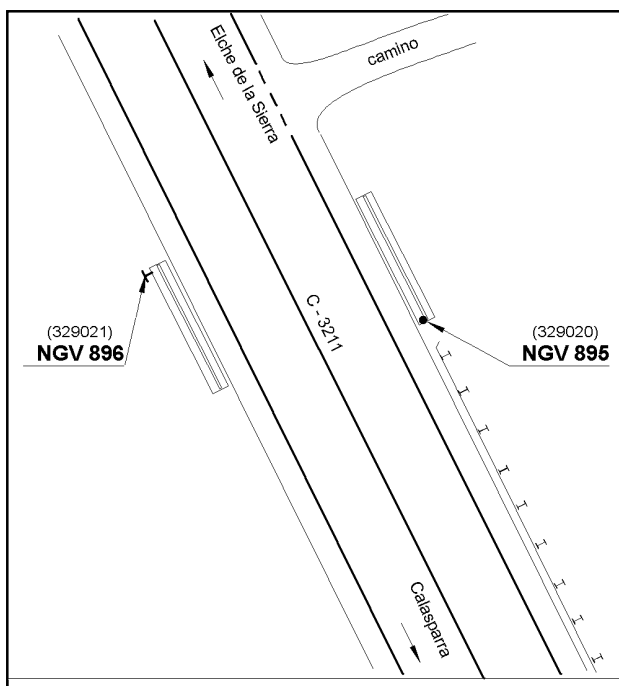 Elche de la Sierra
camino
C - 3211
(329021)
NGV 896
(329020)
NGV 895
Calasparra